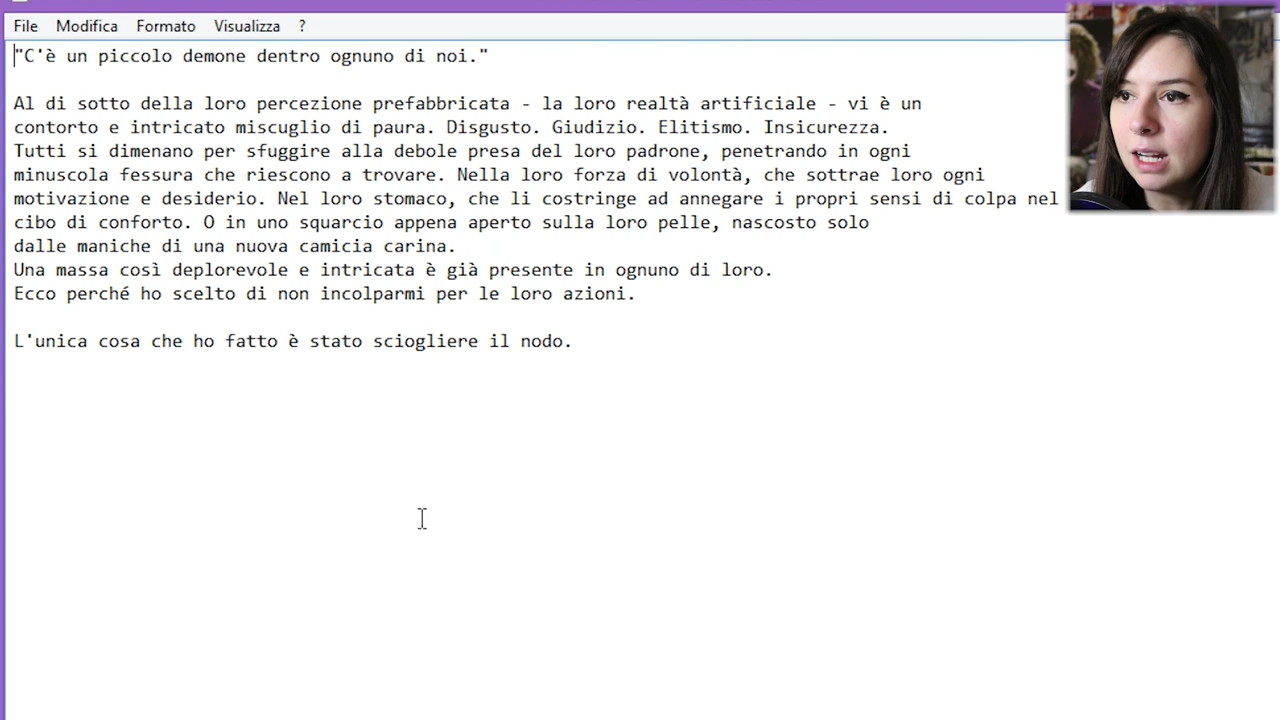 File Modifica Formato Visualizza ?
"C'è un piccolo demone dentro ognuno di noi."
Al di sotto della loro percezione prefabbricata - la loro realtà artificiale - vi è un
contorto e intricato miscuglio di paura. Disgusto. Giudizio. Elitismo. Insicurezza.
Tutti si dimenano per sfuggire alla debole presa del loro padrone, penetrando in ogni
minuscola fessura che riescono a trovare. Nella loro forza di volontà, che sottrae loro ogni
motivazione e desiderio. Nel loro stomaco, che li costringe ad annegare i propri sensi di colpa nel
cibo di conforto. O in uno squarcio appena aperto sulla loro pelle, nascosto solo
dalle maniche di una nuova camicia carina.
Una massa così deplorevole e intricata è già presente in ognuno di loro.
Ecco perché ho scelto di non incolparmi per le loro azioni.
L'unica cosa che ho fatto è stato sciogliere il nodo.